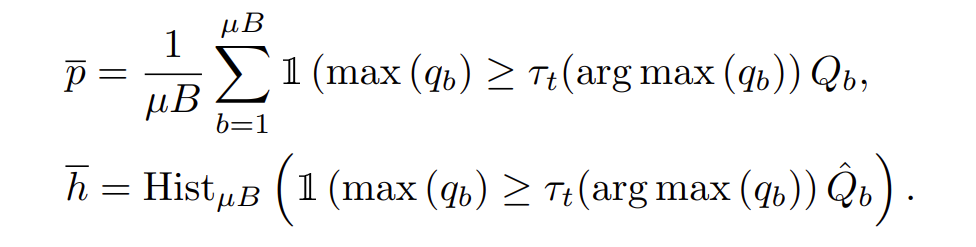 $\overline{p} = \frac{1}{\mu B} \sum_{b=1}^{\mu B} \mathbb{1} \left( \max \left( q_b \right) \geq \tau_t ( \arg \max \left( q_b \right) \right) Q_b,$
$\overline{h} = \mathrm{Hist}_{\mu B} \left( \mathbb{1} \left( \max \left( q_b \right) \geq \tau_t ( \arg \max \left( q_b \right) \right) \hat{Q}_b \right).$